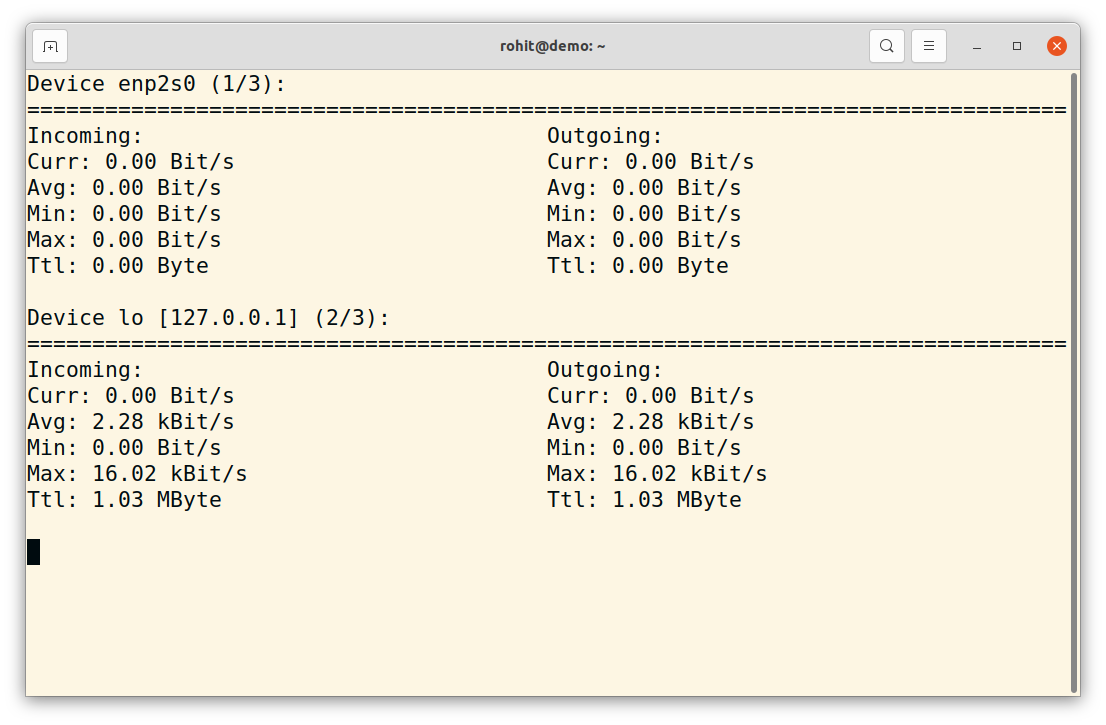 rohit@demo: ~
Device enp2s0 (1/3):
================================================================================
Incoming:                               Outgoing:
Curr: 0.00 Bit/s                        Curr: 0.00 Bit/s
Avg: 0.00 Bit/s                         Avg: 0.00 Bit/s
Min: 0.00 Bit/s                         Min: 0.00 Bit/s
Max: 0.00 Bit/s                         Max: 0.00 Bit/s
Ttl: 0.00 Byte                          Ttl: 0.00 Byte

Device lo [127.0.0.1] (2/3):
================================================================================
Incoming:                               Outgoing:
Curr: 0.00 Bit/s                        Curr: 0.00 Bit/s
Avg: 2.28 kBit/s                        Avg: 2.28 kBit/s
Min: 0.00 Bit/s                         Min: 0.00 Bit/s
Max: 16.02 kBit/s                       Max: 16.02 kBit/s
Ttl: 1.03 MByte                         Ttl: 1.03 MByte